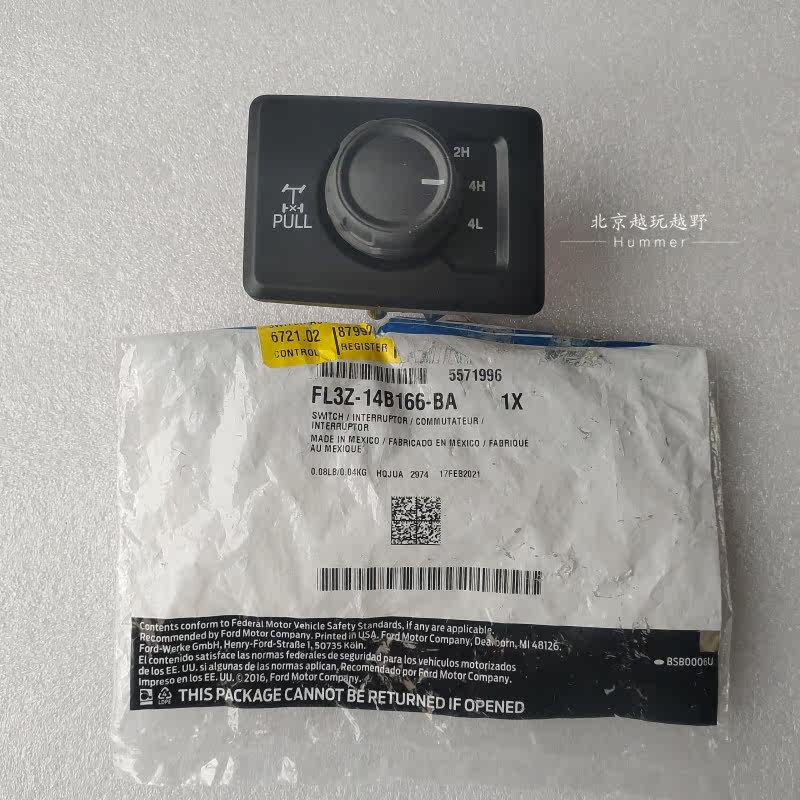 2H
4H
4L
PULL
北京越玩越野
Hummer
6721.02
CONTROL
REGISTER
5571996
FL3Z-14B166-BA 1X
SWITCH / INTERRUPTOR / COMMUTATEUR /
INTERRUPTOR
MADE IN MEXICO / FABRICADO EN MEXICO / FABRIQUE
AU MEXIQUE
0.08LB/0.04KG HQJUA 2974 17FEB2021
Contents conform to Federal Motor Vehicle Safety Standards, if any are applicable.
Recommended by Ford Motor Company. Printed in USA. Ford Motor Company, Dearborn, MI 48126.
Ford-Werke GmbH, Henry-Ford-Straße 1, 50735 Köln.
El contenido satisface las normas federales de seguridad para los vehículos motorizados
de los EE. UU. si algunas de las normas aplican, Recomendado por Ford Motor Company.
Impreso en los EE. UU. © 2016, Ford Motor Company.
BSB0006U
LDPE
THIS PACKAGE CANNOT BE RETURNED IF OPENED